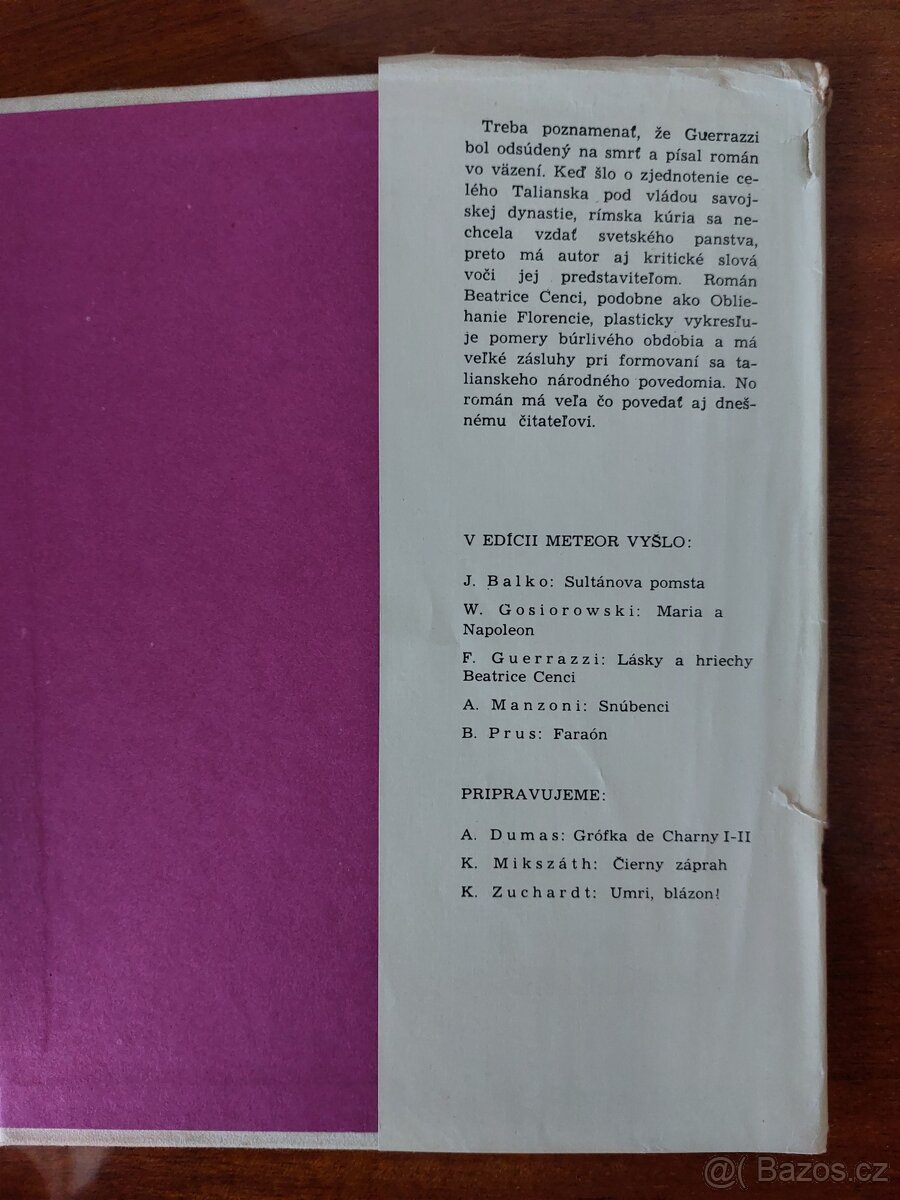 Treba poznamenať, že Guerrazzi
bol odsúdený na smrť a písal román
vo väzení. Keď šlo o zjednotenie ce-
lého Talianska pod vládou savoj-
skej dynastie, rímska kúria sa ne-
chcela vzdať svetského panstva,
preto má autor aj kritické slová
voči jej predstaviteľom. Román
Beatrice Cenci, podobne ako Oblie-
hanie Florencie, plasticky vykresľu-
je pomery búrlivého obdobia a má
veľké zásluhy pri formovaní sa ta-
lianskeho národného povedomia. No
román má veľa čo povedať aj dneš-
nému čitateľovi.
V EDÍCII METEOR VYŠLO:
J. Balko: Sultánova pomsta
W. Gosiorowski: Maria a
Napoleon
F. Guerrazzi: Lásky a hriechy
Beatrice Cenci
A. Manzoni: Snúbenci
B. Prus: Faraón
PRIPRAVUJEME:
A. Dumas: Grófka de Charny I-II
K. Mikszáth: Čierny záprah
K. Zuchardt: Umri, blázon!
@( Bazos.cz